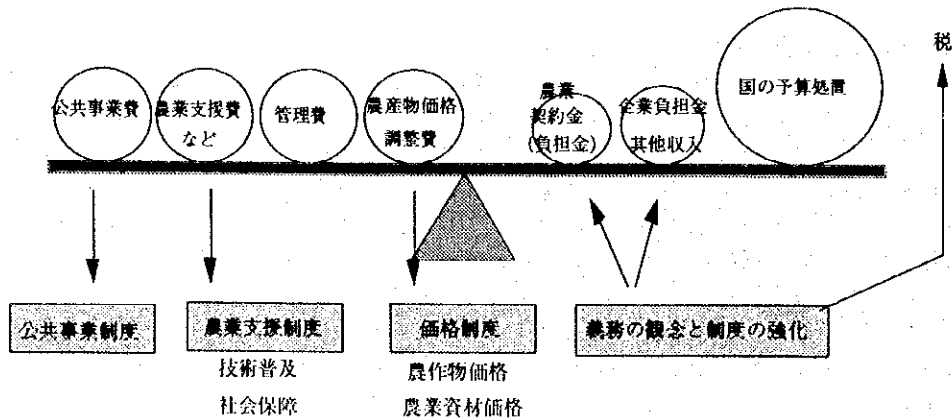 税
公共事業費
農業支援費
など
管理費
農産物価格
調整費
農業
契約金
(負担金)
企業負担金
其他収入
国の予算処置
公共事業制度
農業支援制度
技術普及
社会保障
価格制度
農作物価格
農業資材価格
義務の観念と制度の強化